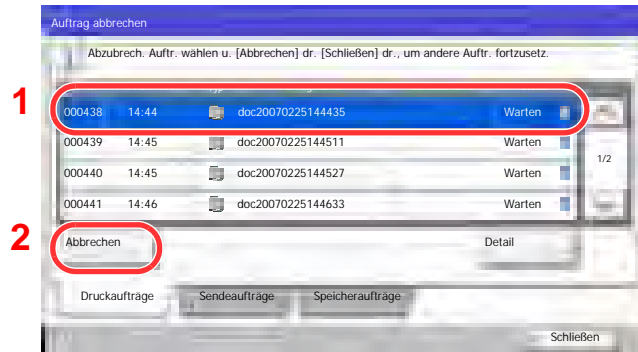 Auftrag abbrechen
Abzubrech. Auftr. wählen u. [Abbrechen] dr. [Schließen] dr., um andere Auftr. fortzusetz.
1
000438 14:44 doc20070225144435 Warten
000439 14:45 doc20070225144511 Warten
1/2
000440 14:45 doc20070225144527 Warten
000441 14:46 doc20070225144633 Warten
2
Abbrechen Detail
Druckaufträge Sendeaufträge Speicheraufträge
Schließen